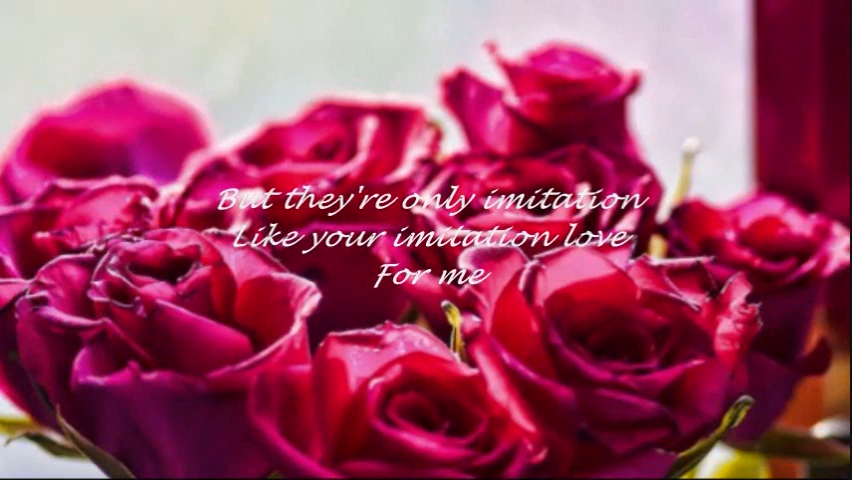 But they're only imitation
Like your imitation love
For me